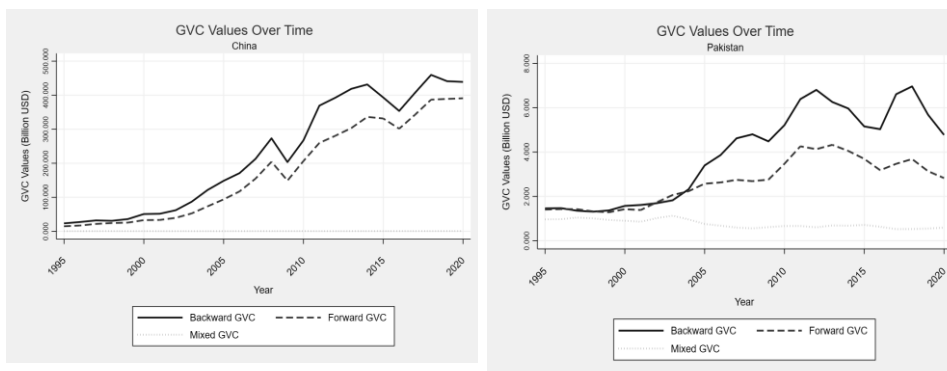 GVC Values Over Time
China
GVC Values (Billion USD)
500.000
400.000
300.000
200.000
100.000
0.000
1995
2000
2005
2010
2015
2020
Year
Backward GVC
Forward GVC
Mixed GVC
GVC Values Over Time
Pakistan
GVC Values (Billion USD)
8.000
6.000
4.000
2.000
0.000
1995
2000
2005
2010
2015
2020
Year
Backward GVC
Forward GVC
Mixed GVC